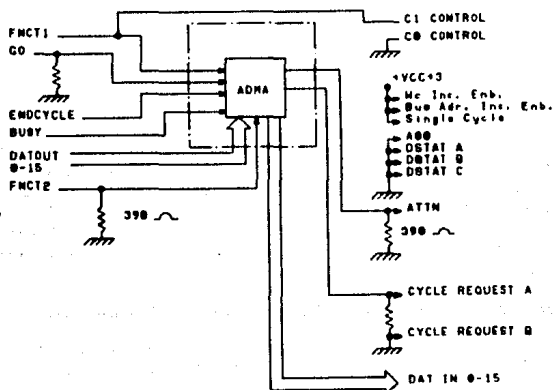 FNCT1
GO
ENDCYCLE
BUSY
DATOUT
0-15
FNCT2
390
ADMA
C1 CONTROL
C0 CONTROL
+VCC+3
Wc Inc. Enb.
Bus Adr. Inc. Enb.
Single Cycle
A00
DSTAT A
DSTAT B
DSTAT C
ATTN
390
CYCLE REQUEST A
CYCLE REQUEST B
DAT IN 0-15